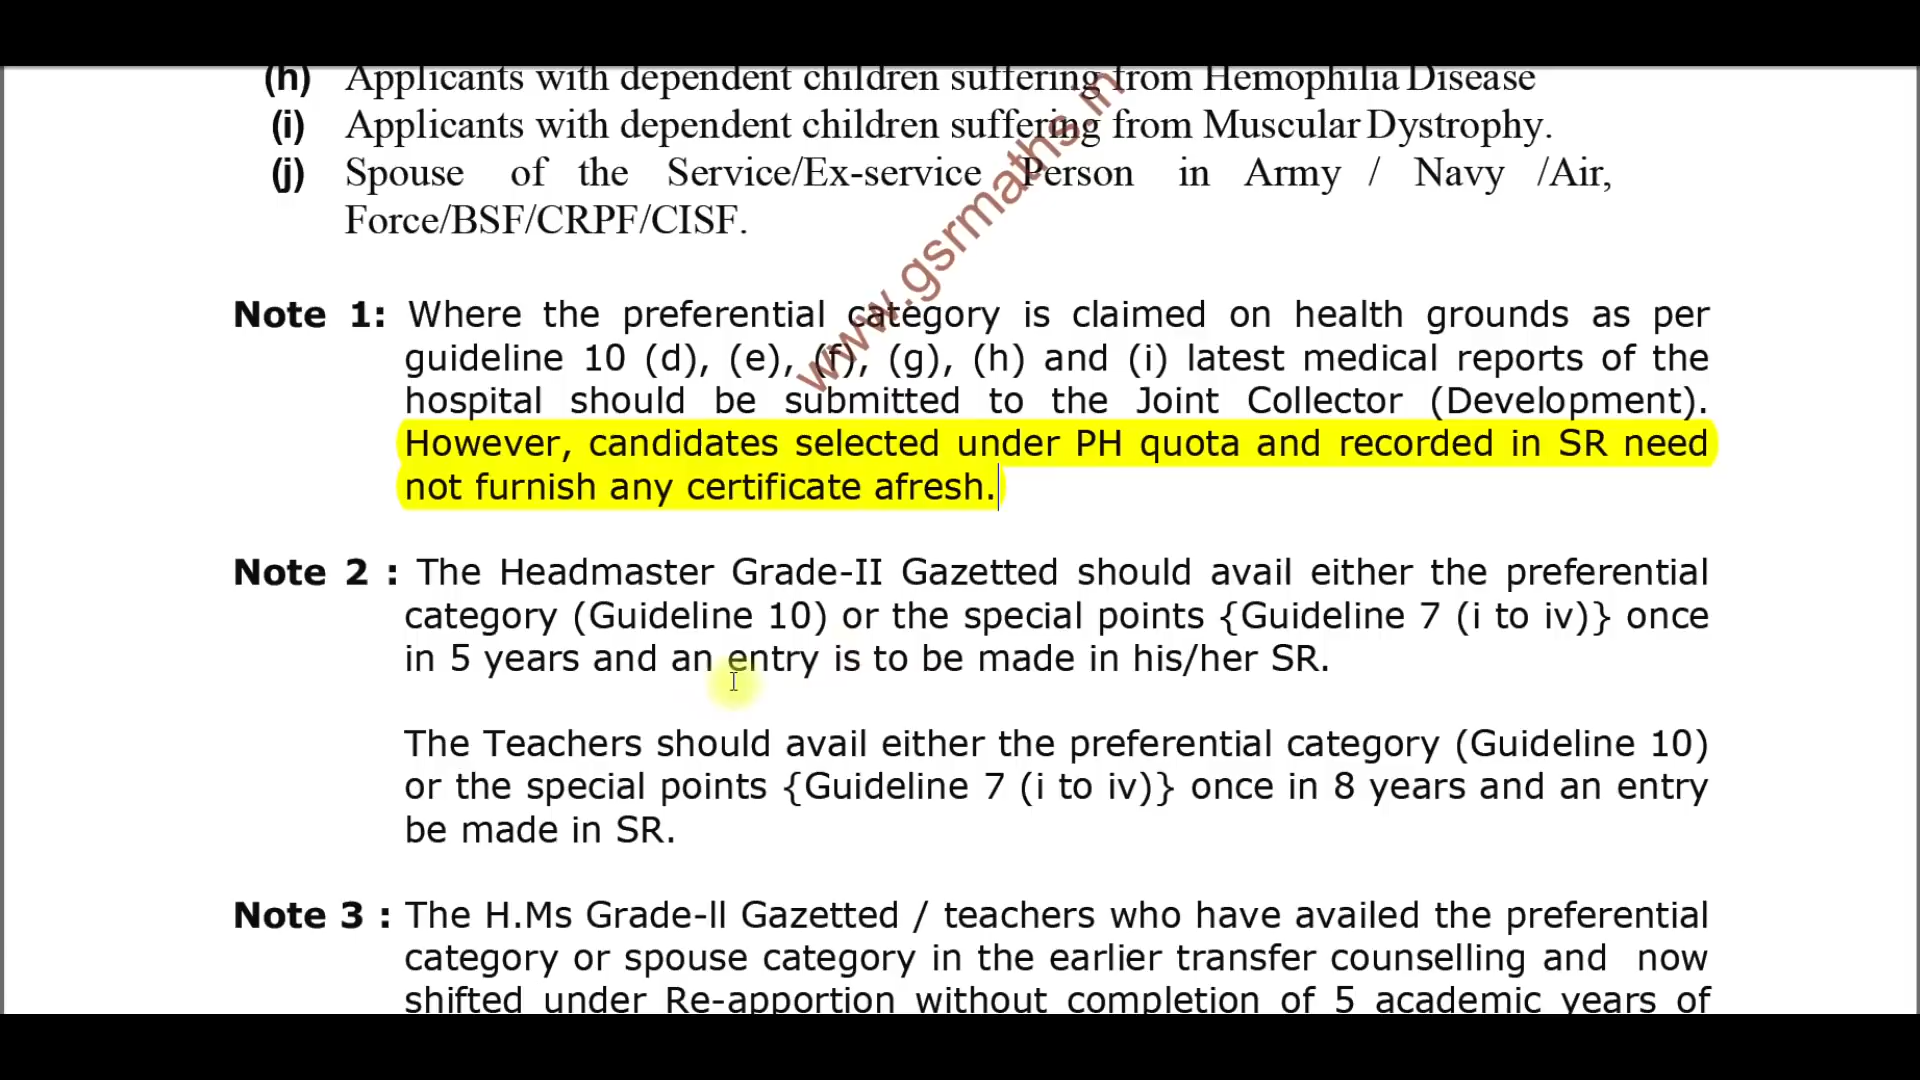 (h) Applicants with dependent children suffering from Hemophilia Disease
(i) Applicants with dependent children suffering from Muscular Dystrophy.
(j) Spouse of the Service/Ex-service Person in Army / Navy /Air,
Force/BSF/CRPF/CISF.
www.gsrmaths.in
Note 1: Where the preferential category is claimed on health grounds as per
guideline 10 (d), (e), (f), (g), (h) and (i) latest medical reports of the
hospital should be submitted to the Joint Collector (Development).
However, candidates selected under PH quota and recorded in SR need
not furnish any certificate afresh.
Note 2 : The Headmaster Grade-II Gazetted should avail either the preferential
category (Guideline 10) or the special points {Guideline 7 (i to iv)} once
in 5 years and an entry is to be made in his/her SR.
The Teachers should avail either the preferential category (Guideline 10)
or the special points {Guideline 7 (i to iv)} once in 8 years and an entry
be made in SR.
Note 3 : The H.Ms Grade-ll Gazetted / teachers who have availed the preferential
category or spouse category in the earlier transfer counselling and now
shifted under Re-apportion without completion of 5 academic years of